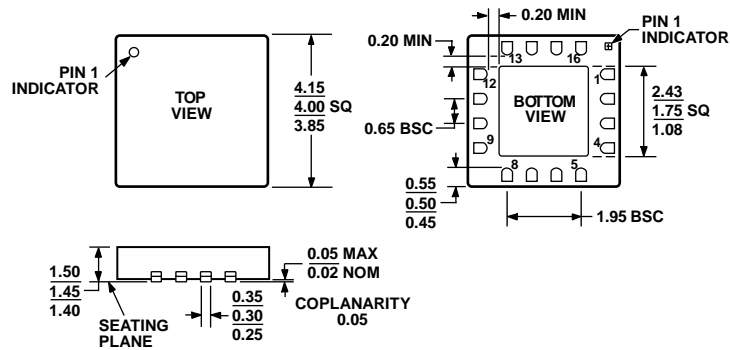 PIN 1
INDICATOR
TOP
VIEW
4.15
4.00 SQ
3.85
0.20 MIN
0.20 MIN
PIN 1
INDICATOR
13
16
12
1
BOTTOM
VIEW
2.43
1.75 SQ
1.08
0.65 BSC
9
4
8
5
0.55
0.50
0.45
1.95 BSC
1.50
1.45
1.40
SEATING
PLANE
0.35
0.30
0.25
0.05 MAX
0.02 NOM
COPLANARITY
0.05